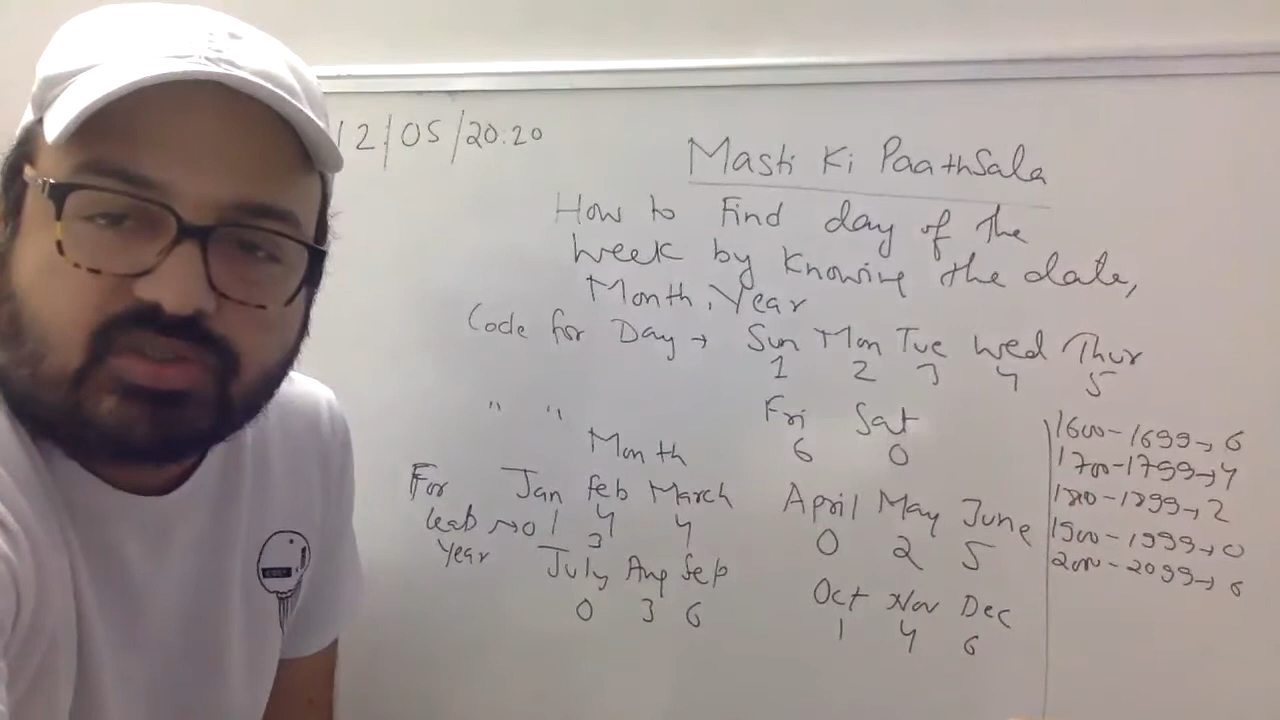 12/05/20:20
Masti Ki PaathSala
How to Find day of the
week by Knowing the date,
Month, Year
Code for Day → Sun Mon Tue Wed Thur
1 2 3 4 5
" " Fri Sat
6 0
Month
For Jan Feb March April May June
leab → 0 1 4 4 0 2 5
3
Year July Aug Sep Oct Nov Dec
0 3 6 1 4 6
1600-1699→6
1700-1799→4
1800-1899→2
1900-1999→0
2000-2099→6